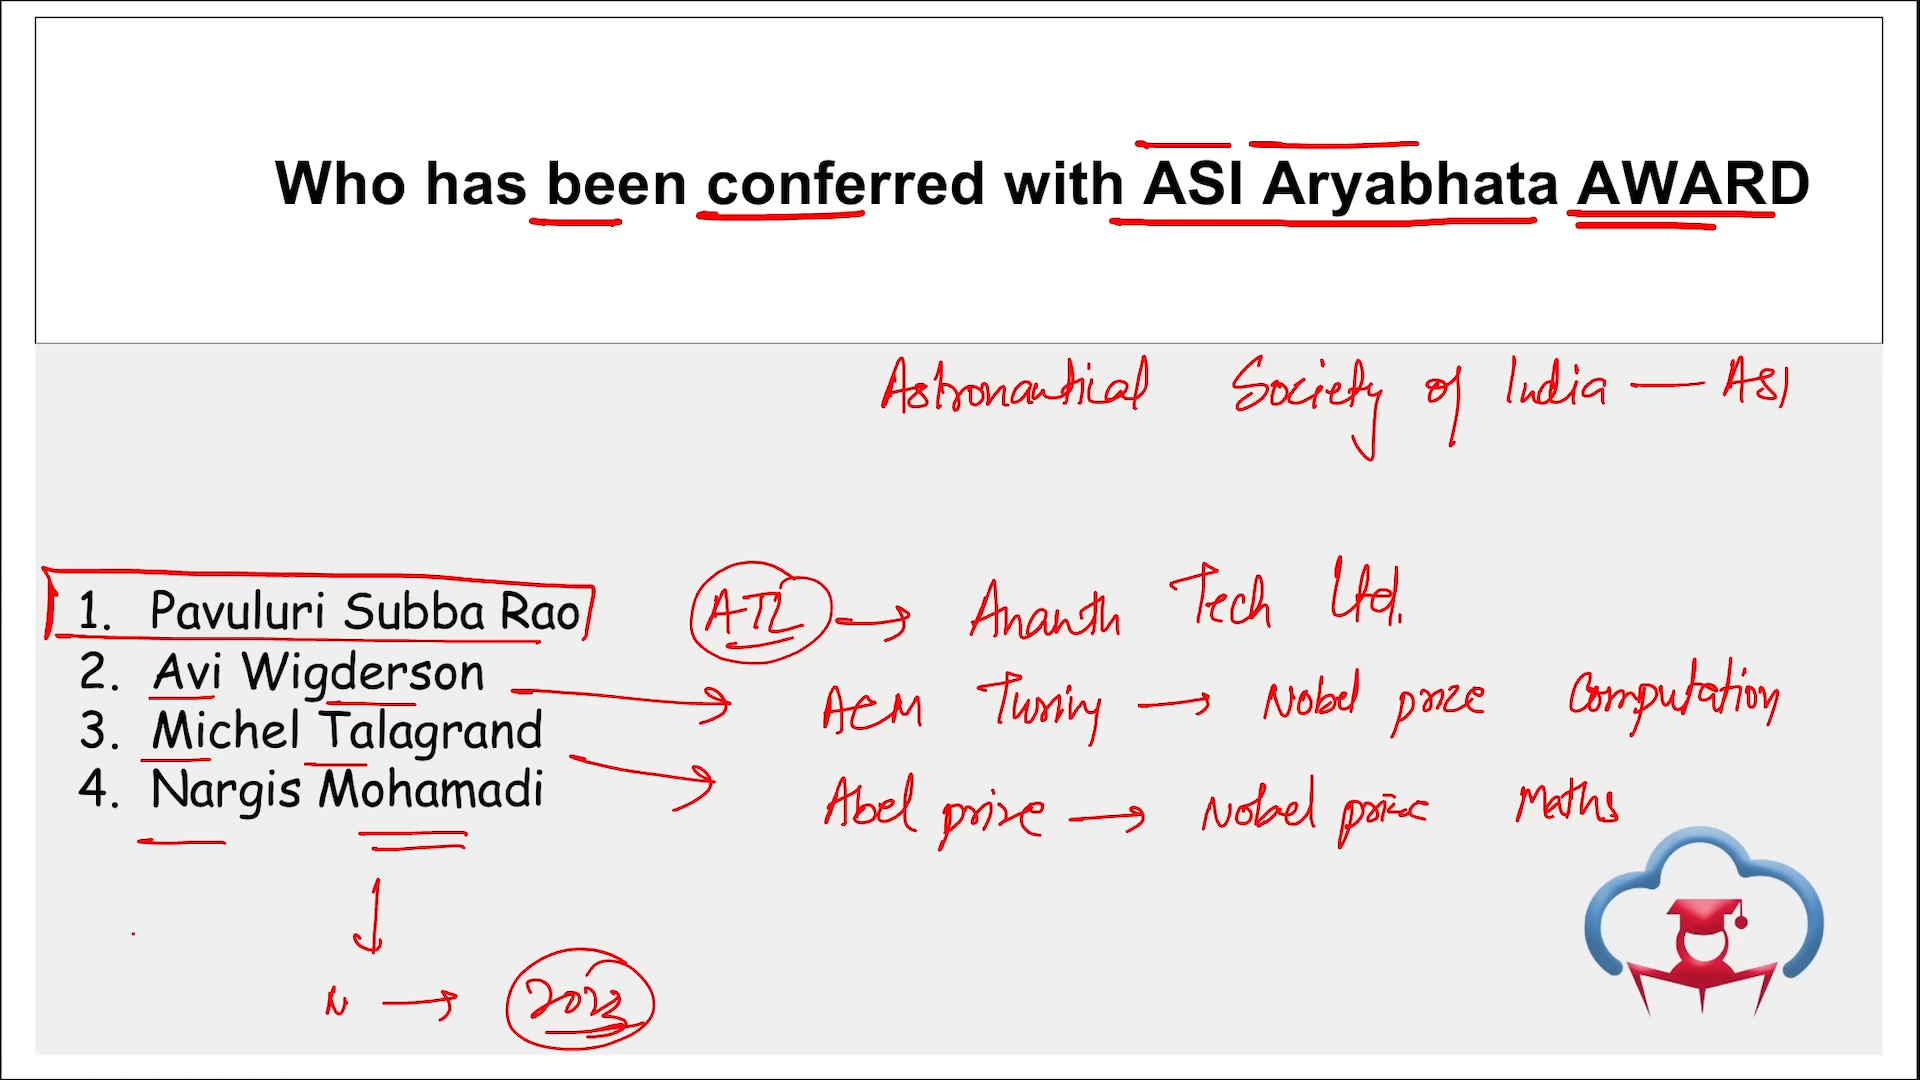 Who has been conferred with ASI Aryabhata AWARD
Astronautical Society of India — ASI
1. Pavuluri Subba Rao ATL → Ananth Tech Ltd.
2. Avi Wigderson → ACM Turing → Nobel prize Computation
3. Michel Talagrand → Abel prize → Nobel prize Maths
4. Nargis Mohamadi
N → 2023